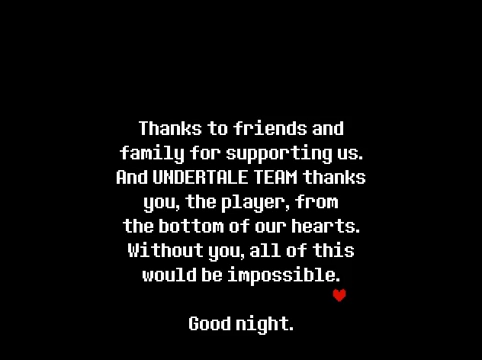 Thanks to friends and
family for supporting us.
And UNDERTALE TEAM thanks
you, the player, from
the bottom of our hearts.
Without you, all of this
would be impossible.
Good night.